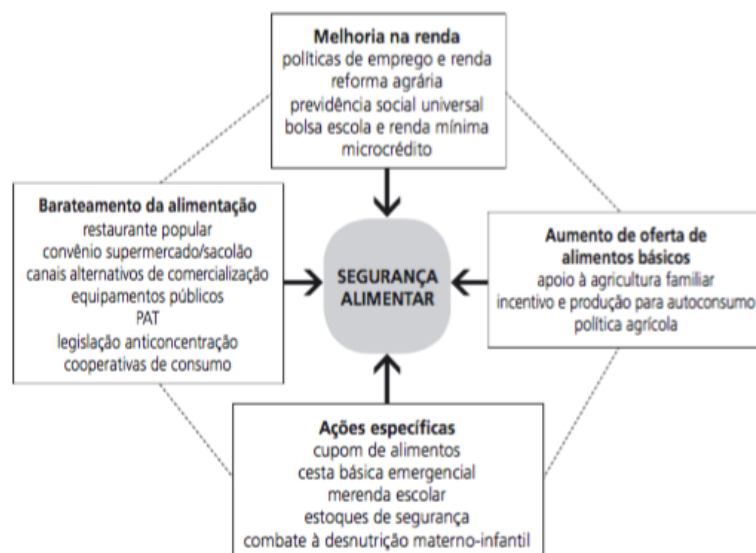 Melhoria na renda
políticas de emprego e renda
reforma agrária
previdência social universal
bolsa escola e renda mínima
microcrédito
Barateamento da alimentação
restaurante popular
convênio supermercado/sacolão
canais alternativos de comercialização
equipamentos públicos
PAT
legislação anticoncentração
cooperativas de consumo
SEGURANÇA
ALIMENTAR
Aumento de oferta de
alimentos básicos
apoio à agricultura familiar
incentivo e produção para autoconsumo
política agrícola
Ações específicas
cupom de alimentos
cesta básica emergencial
merenda escolar
estoques de segurança
combate à desnutrição materno-infantil